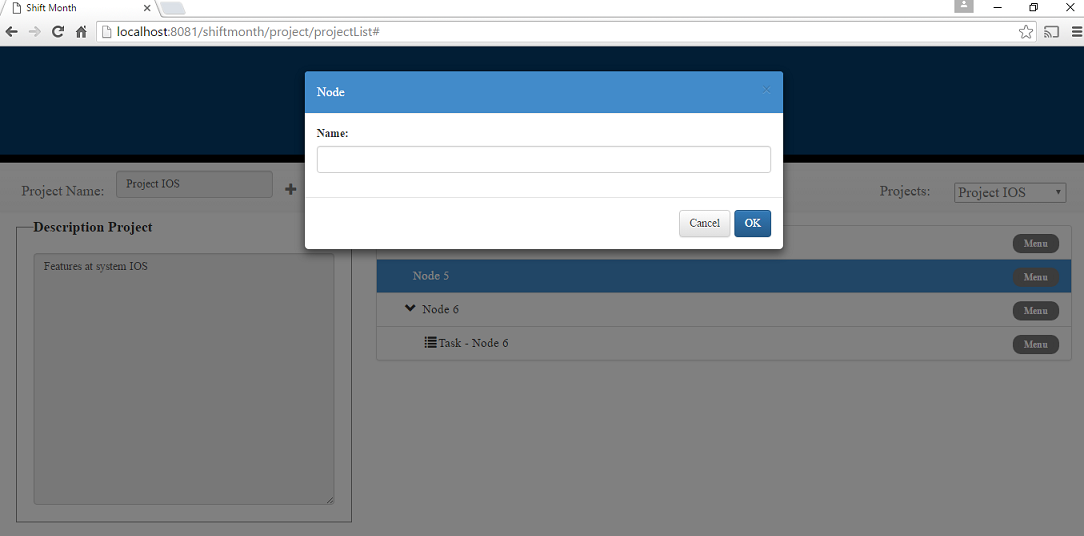 Shift Month
localhost:8081/shiftmonth/project/projectList#
Node
Name:
Cancel
OK
Project Name:
Project IOS
Projects:
Project IOS
Description Project
Features at system IOS
Menu
Node 5
Menu
Node 6
Menu
Task - Node 6
Menu